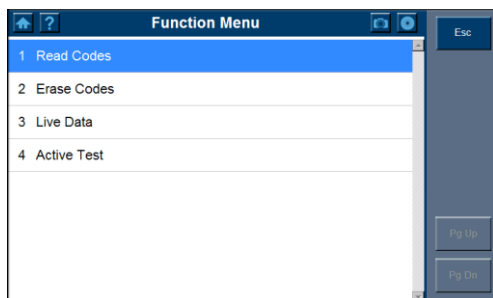 ? Function Menu
Esc
1 Read Codes
2 Erase Codes
3 Live Data
4 Active Test
Pg Up
Pg Dn